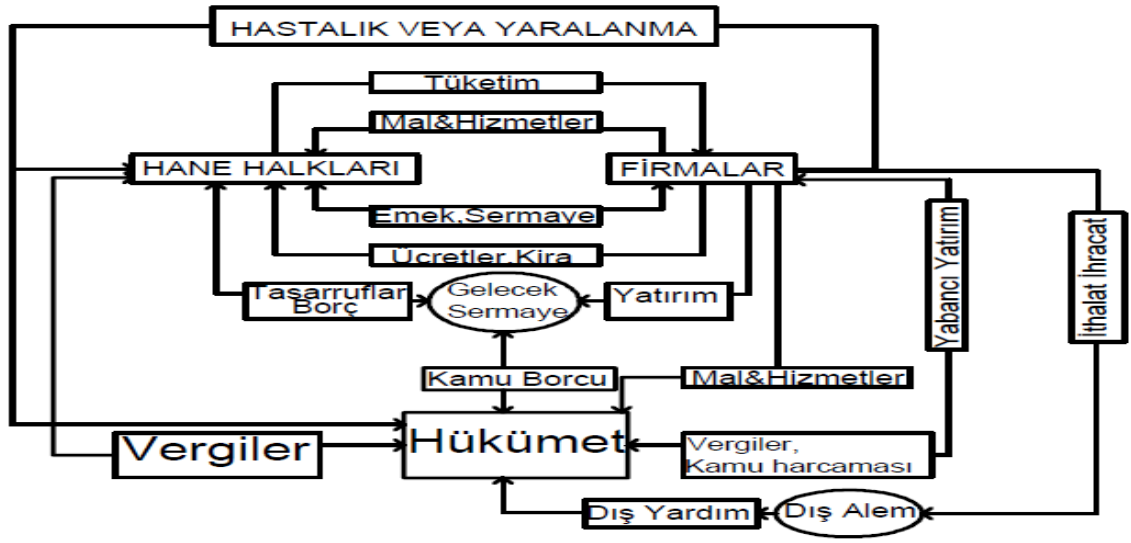 HASTALIK VEYA YARALANMA
Tüketim
Mal&Hizmetler
HANE HALKLARI
FİRMALAR
Emek,Sermaye
Ücretler,Kira
Tasarruflar
Borç
Gelecek
Sermaye
Yatırım
Yabancı Yatırım
İthalat İhracat
Kamu Borcu
Mal&Hizmetler
Vergiler
Hükümet
Vergiler,
Kamu harcaması
Dış Yardım
Dış Alem